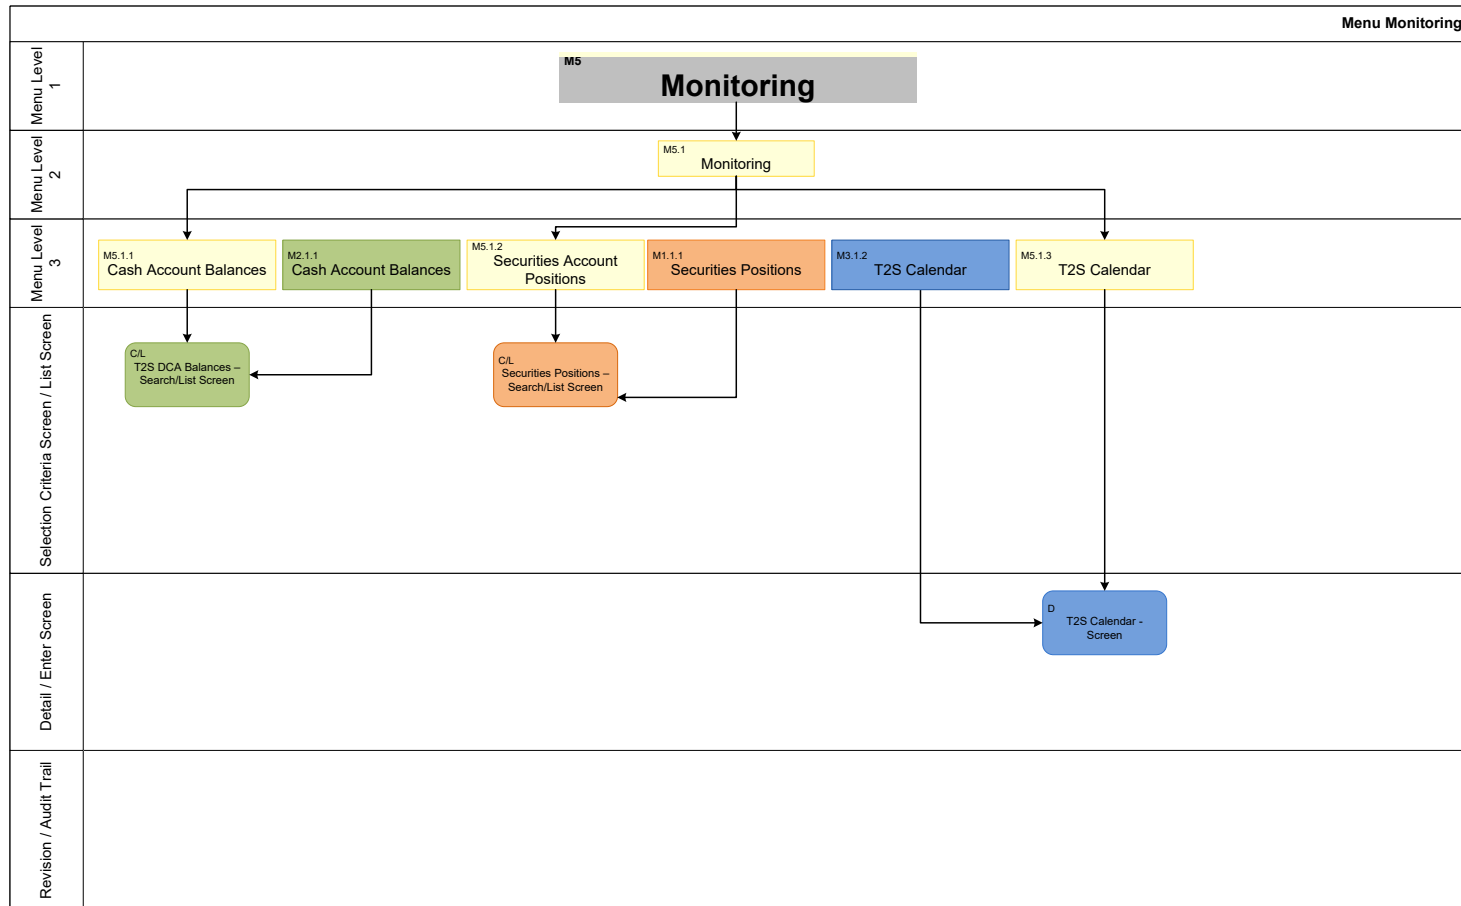 Menu Monitoring
Menu Level
1
M5
Monitoring
Menu Level
2
M5.1
Monitoring
Menu Level
3
M5.1.1
Cash Account Balances
M2.1.1
Cash Account Balances
M5.1.2
Securities Account
Positions
M1.1.1
Securities Positions
M3.1.2
T2S Calendar
M5.1.3
T2S Calendar
Selection Criteria Screen / List Screen
C/L
T2S DCA Balances –
Search/List Screen
C/L
Securities Positions –
Search/List Screen
Detail / Enter Screen
D
T2S Calendar -
Screen
Revision / Audit Trail